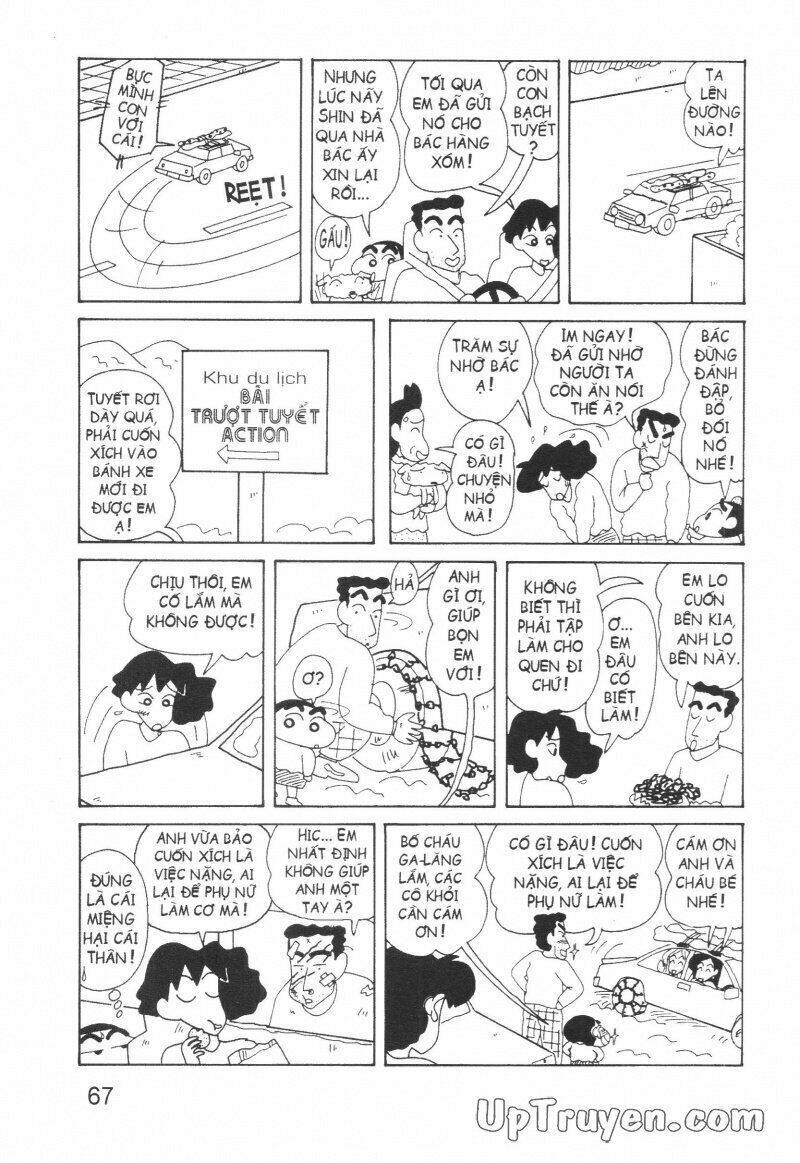 TA
LÊN
ĐƯỜNG
NÀO!
CÒN
CON
BẠCH
TUYẾT
?
TỐI QUA
EM ĐÃ GỬI
NÓ CHO
BÁC HÀNG
XÓM!
NHƯNG
LÚC NÃY
SHIN ĐÃ
QUA NHÀ
BÁC ẤY
XIN LẠI
RỒI...
GẤU!
BỰC
MÌNH
CON
VỚI
CÁI!
REẸT!
BÁC
ĐỪNG
ĐÁNH
ĐẬP,
BỎ
ĐÓI
NÓ
NHÉ!
IM NGAY!
ĐÃ GỬI NHỜ
NGƯỜI TA
CÒN ĂN NÓI
THẾ À?
TRĂM SỰ
NHỜ BÁC
Ạ!
CÓ GÌ
ĐÂU!
CHUYỆN
NHỎ
MÀ!
Khu du lịch
BÃI
TRƯỢT TUYẾT
ACTION
TUYẾT RƠI
DÀY QUÁ,
PHẢI CUỐN
XÍCH VÀO
BÁNH XE
MỚI ĐI
ĐƯỢC EM
Ạ!
EM LO
CUỐN
BÊN KIA,
ANH LO
BÊN NÀY.
Ơ...
EM
ĐÂU
CÓ
BIẾT
LÀM!
KHÔNG
BIẾT THÌ
PHẢI TẬP
LÀM CHO
QUEN ĐI
CHỨ!
ANH
GÌ ƠI,
GIÚP
BỌN
EM
VỚI!
HẢ
Ơ?
CHỊU THÔI, EM
CỐ LẮM MÀ
KHÔNG ĐƯỢC!
CÁM ƠN
ANH VÀ
CHÁU BÉ
NHÉ!
CÓ GÌ ĐÂU! CUỐN
XÍCH LÀ VIỆC
NẶNG, AI LẠI ĐỂ
PHỤ NỮ LÀM!
BỐ CHÁU
GA-LĂNG
LẮM, CÁC
CÔ KHỎI
CẦN CÁM
ƠN!
HIC... EM
NHẤT ĐỊNH
KHÔNG GIÚP
ANH MỘT
TAY À?
ANH VỪA BẢO
CUỐN XÍCH LÀ
VIỆC NẶNG, AI
LẠI ĐỂ PHỤ NỮ
LÀM CƠ MÀ!
ĐÚNG
LÀ CÁI
MIỆNG
HẠI CÁI
THÂN!
67
UpTruyen.com